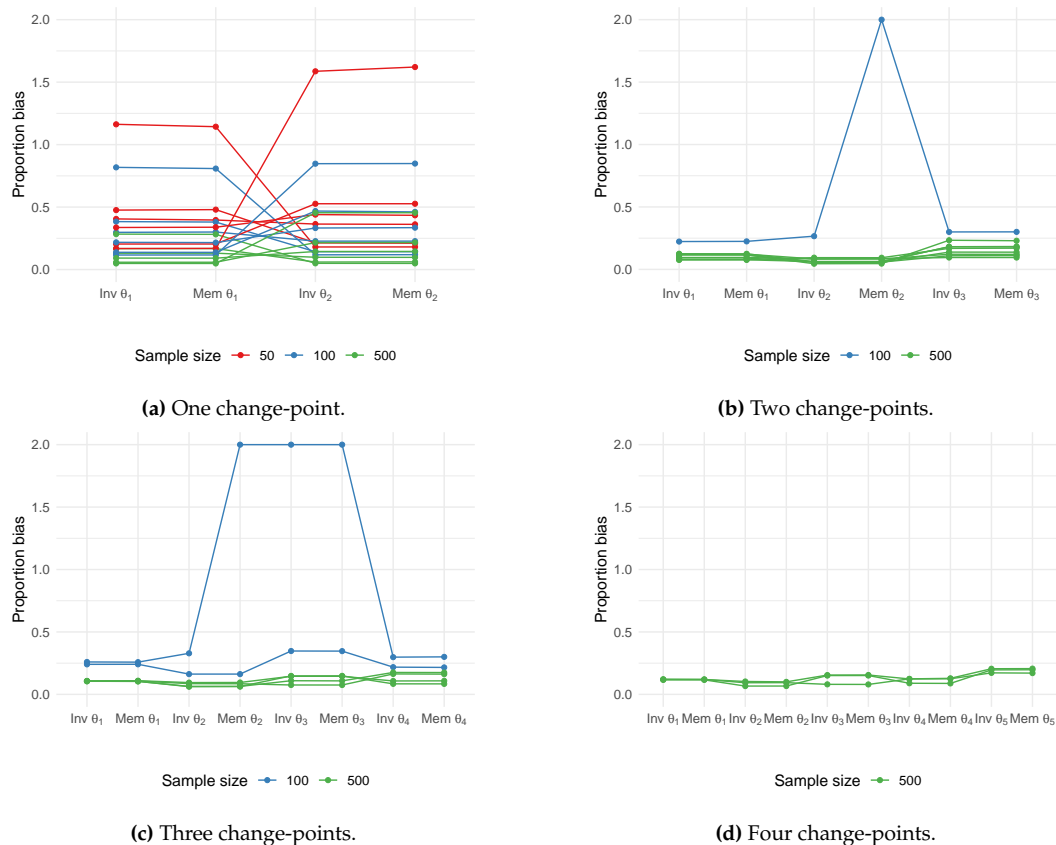 2.0
1.5
1.0
0.5
0.0
Proportion bias
Inv θ1 Mem θ1 Inv θ2 Mem θ2
Sample size 50 100 500
(a) One change-point.
2.0
1.5
1.0
0.5
0.0
Proportion bias
Inv θ1 Mem θ1 Inv θ2 Mem θ2 Inv θ3 Mem θ3
Sample size 100 500
(b) Two change-points.
2.0
1.5
1.0
0.5
0.0
Proportion bias
Inv θ1 Mem θ1 Inv θ2 Mem θ2 Inv θ3 Mem θ3 Inv θ4 Mem θ4
Sample size 100 500
(c) Three change-points.
2.0
1.5
1.0
0.5
0.0
Proportion bias
Inv θ1 Mem θ1 Inv θ2 Mem θ2 Inv θ3 Mem θ3 Inv θ4 Mem θ4 Inv θ5 Mem θ5
Sample size 500
(d) Four change-points.